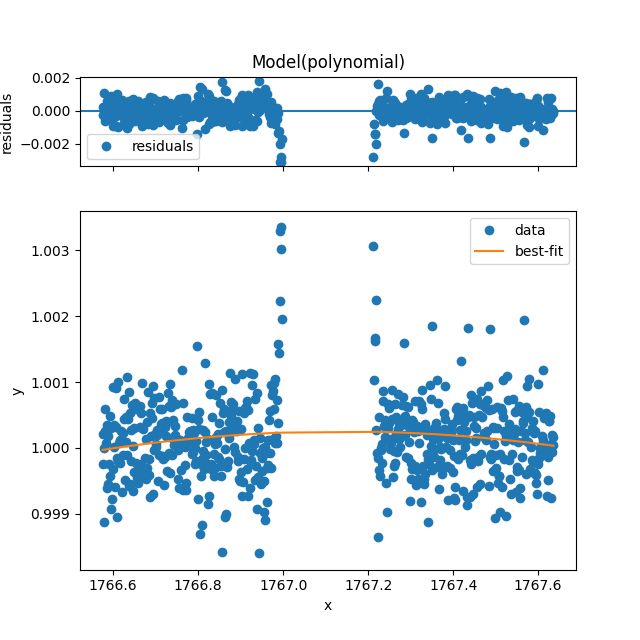 Model(polynomial)
0.002
0.000
−0.002
residuals
residuals
1.003
1.002
1.001
1.000
0.999
y
data
best-fit
1766.6 1766.8 1767.0 1767.2 1767.4 1767.6
x